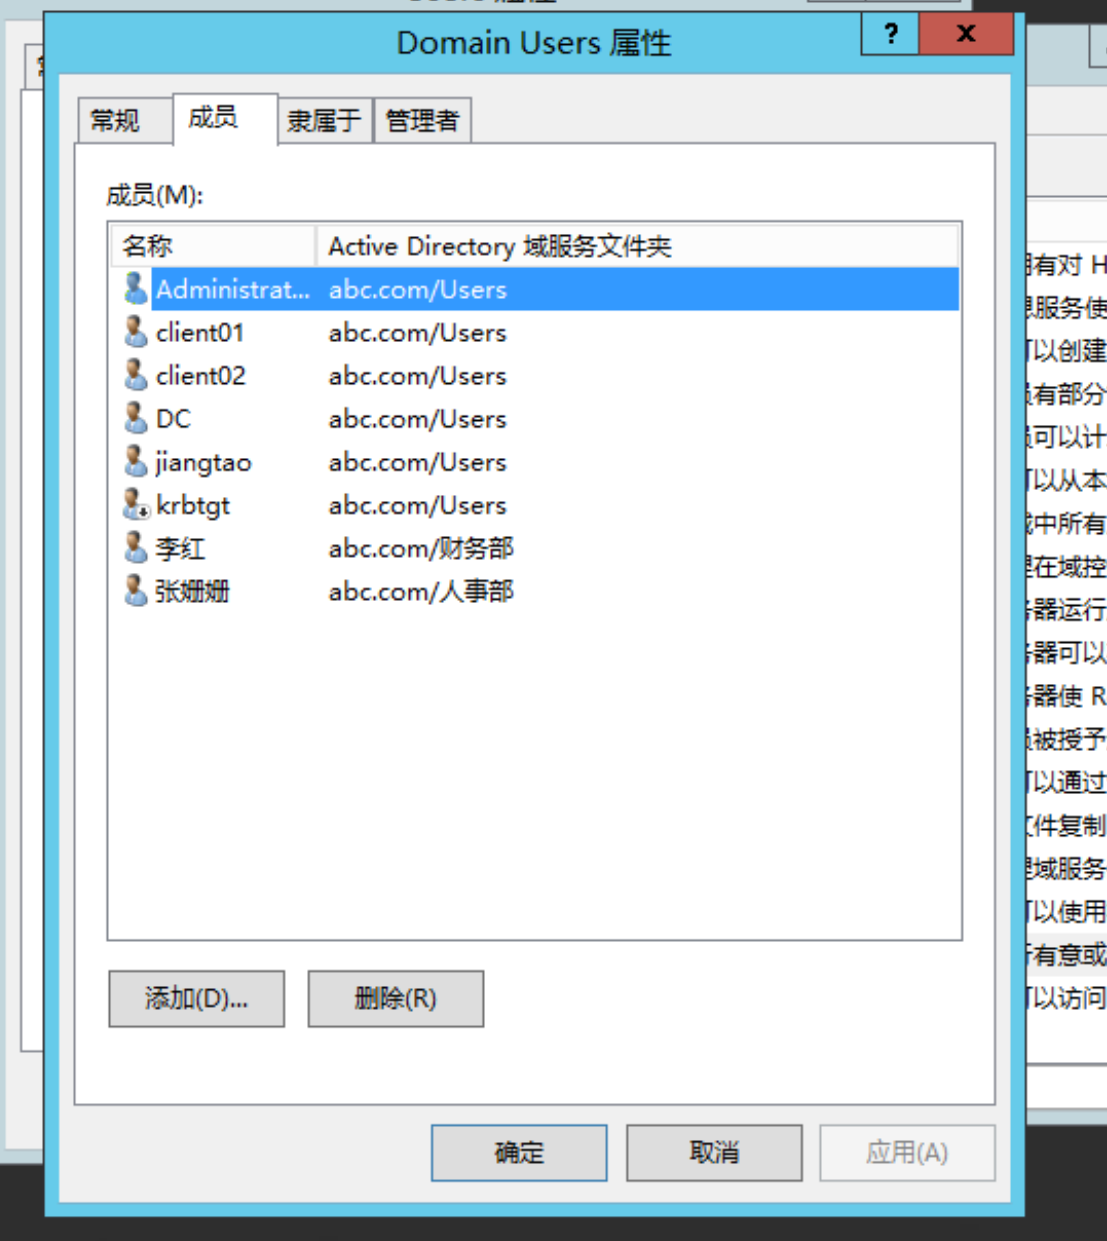 Domain Users 属性
? x
常规 成员 隶属于 管理者
成员(M):
名称 Active Directory 域服务文件夹
Administrat... abc.com/Users
client01 abc.com/Users
client02 abc.com/Users
DC abc.com/Users
jiangtao abc.com/Users
krbtgt abc.com/Users
李红 abc.com/财务部
张姗姗 abc.com/人事部
添加(D)... 删除(R)
确定 取消 应用(A)
有对 H
服务使
以创建
有部分
可以计
以从本
中所有
在域控
器运行
器可以
器使 R
被授予
以通过
件复制
域服务
以使用
有意或
以访问